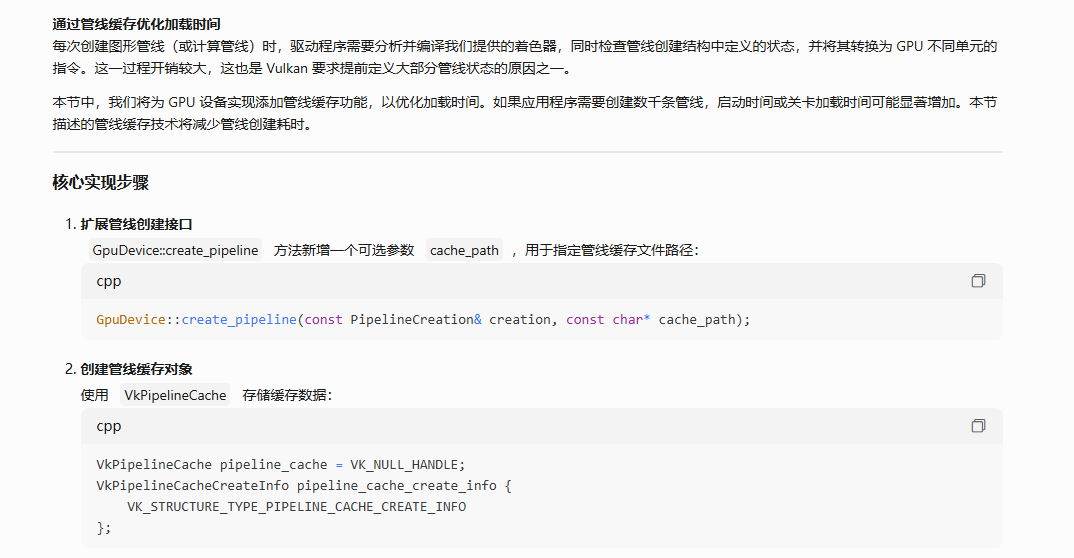 通过管线缓存优化加载时间
每次创建图形管线（或计算管线）时，驱动程序需要分析并编译我们提供的着色器，同时检查管线创建结构中定义的状态，并将其转换为 GPU 不同单元的
指令。这一过程开销较大，这也是 Vulkan 要求提前定义大部分管线状态的原因之一。
本节中，我们将为 GPU 设备实现添加管线缓存功能，以优化加载时间。如果应用程序需要创建数千条管线，启动时间或关卡加载时间可能显著增加。本节
描述的管线缓存技术将减少管线创建耗时。
核心实现步骤
1. 扩展管线创建接口
GpuDevice::create_pipeline 方法新增一个可选参数 cache_path ，用于指定管线缓存文件路径：
cpp
GpuDevice::create_pipeline(const PipelineCreation& creation, const char* cache_path);
2. 创建管线缓存对象
使用 VkPipelineCache 存储缓存数据：
cpp
VkPipelineCache pipeline_cache = VK_NULL_HANDLE;
VkPipelineCacheCreateInfo pipeline_cache_create_info {
    VK_STRUCTURE_TYPE_PIPELINE_CACHE_CREATE_INFO
};